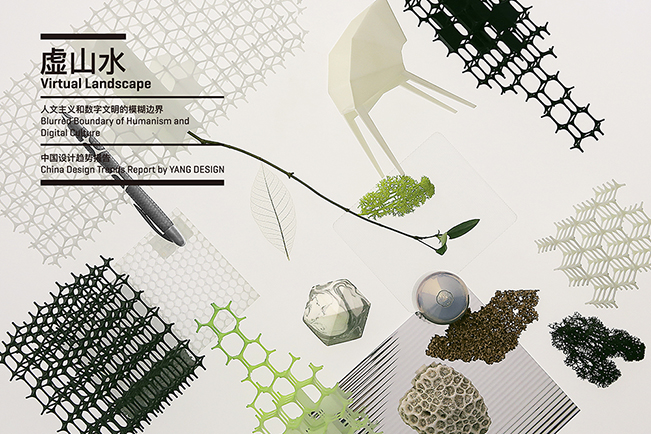 虚山水
Virtual Landscape
人文主义和数字文明的模糊边界
Blurred Boundary of Humanism and
Digital Culture
中国设计趋势报告
China Design Trends Report by YANG DESIGN